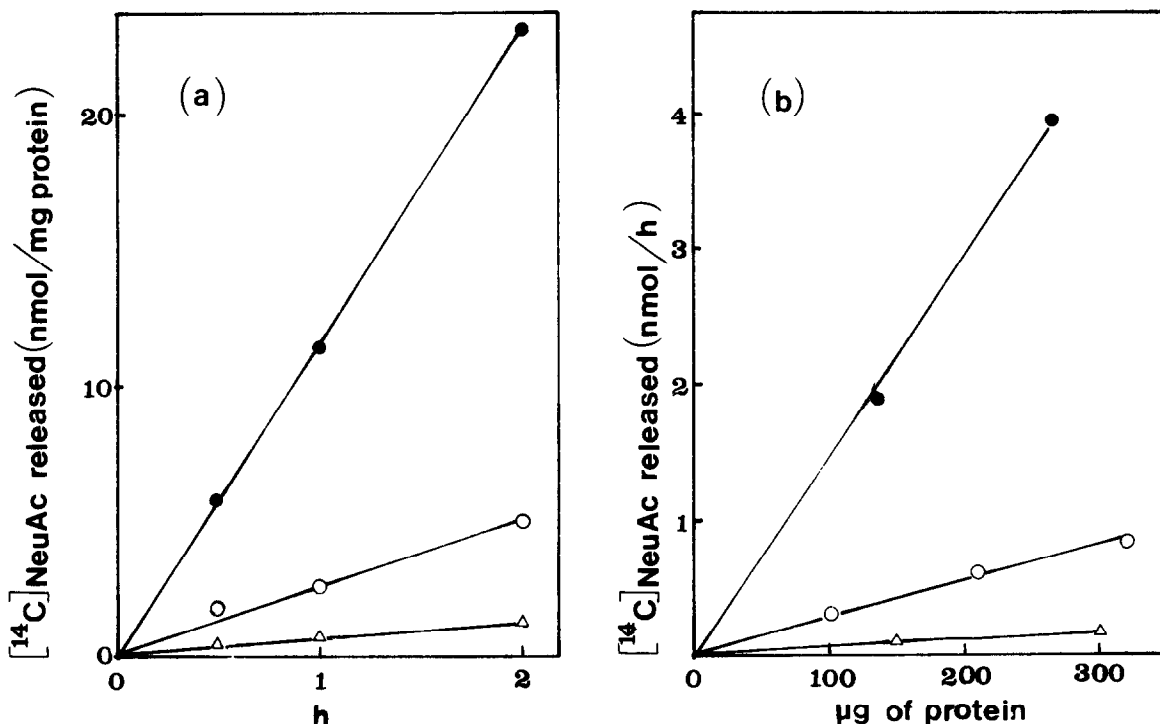 [¹⁴C]NeuAc released(nmol/mg protein)
(a)
20
10
0
0 1 2
h
[¹⁴C]NeuAc released(nmol/h)
(b)
4
3
2
1
0 100 200 300
μg of protein